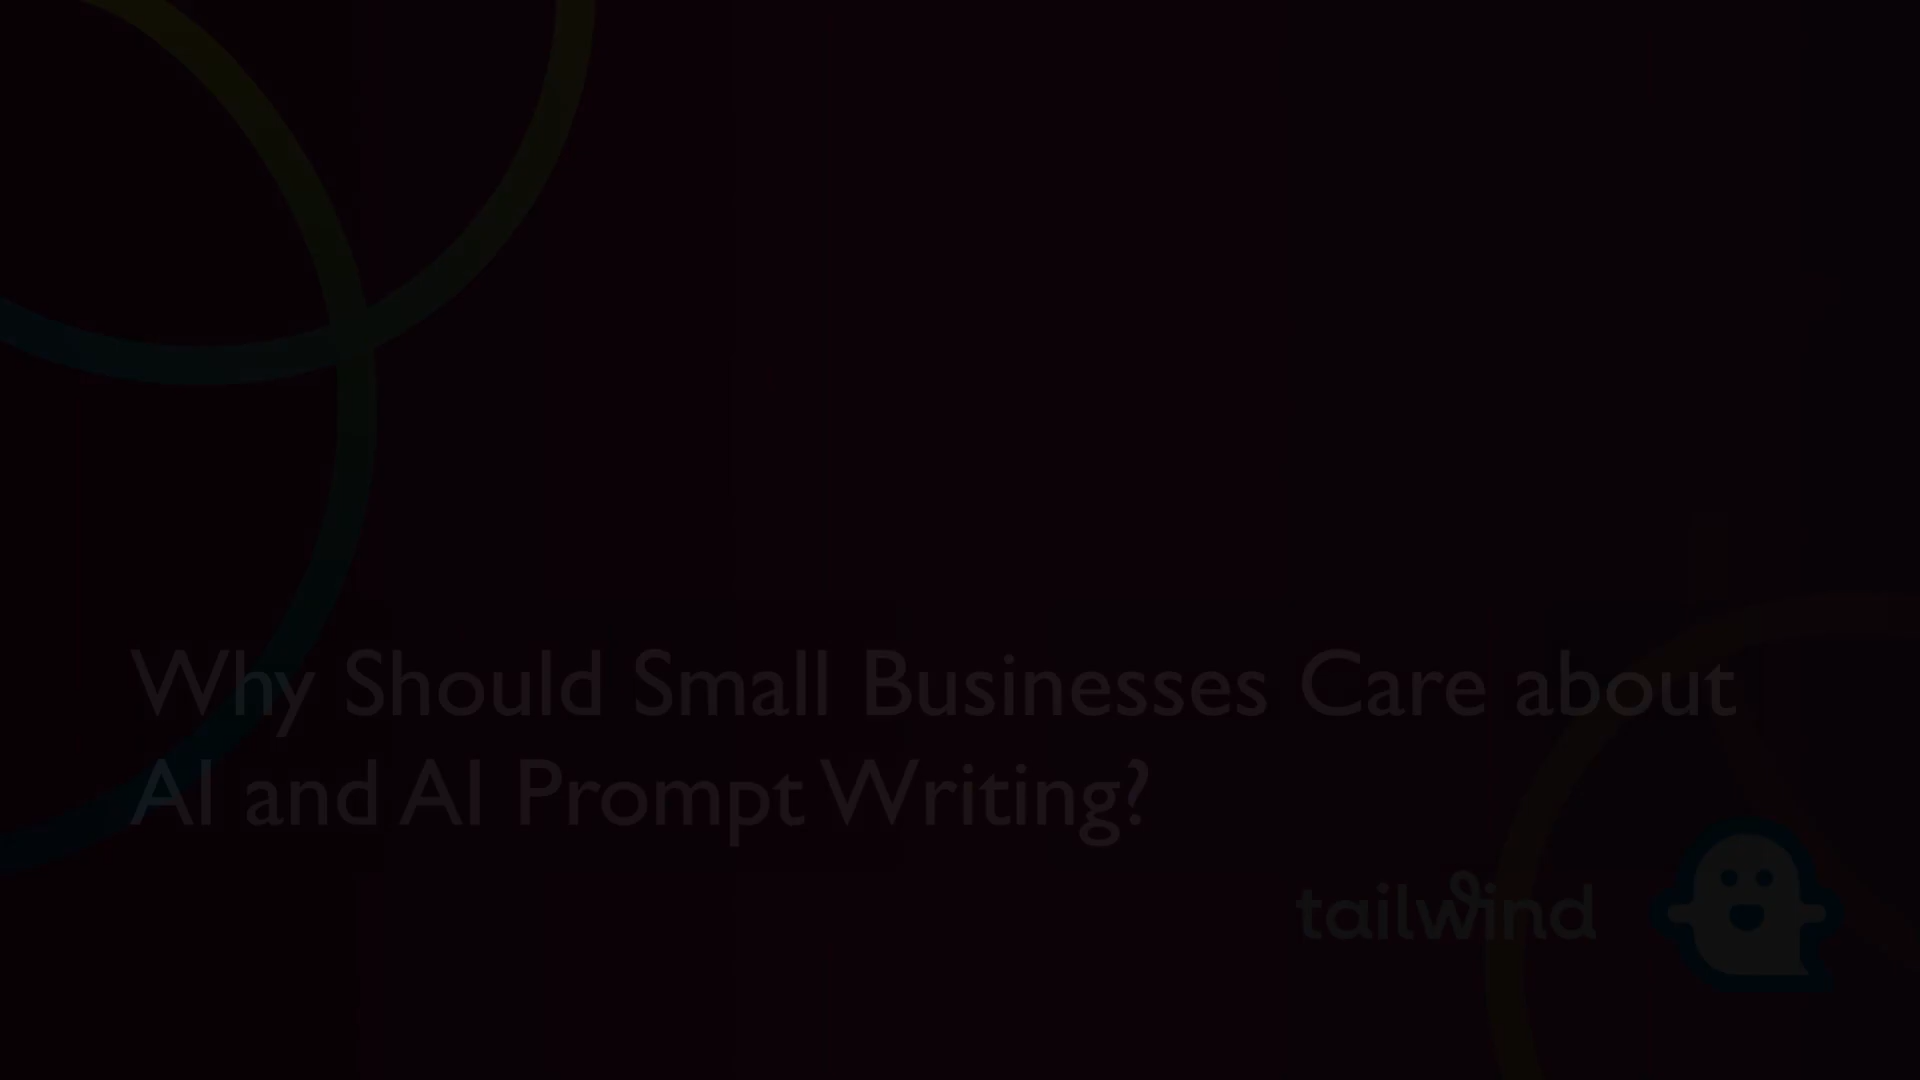 Why Should Small Businesses Care about
AI and AI Prompt Writing?
tailwind